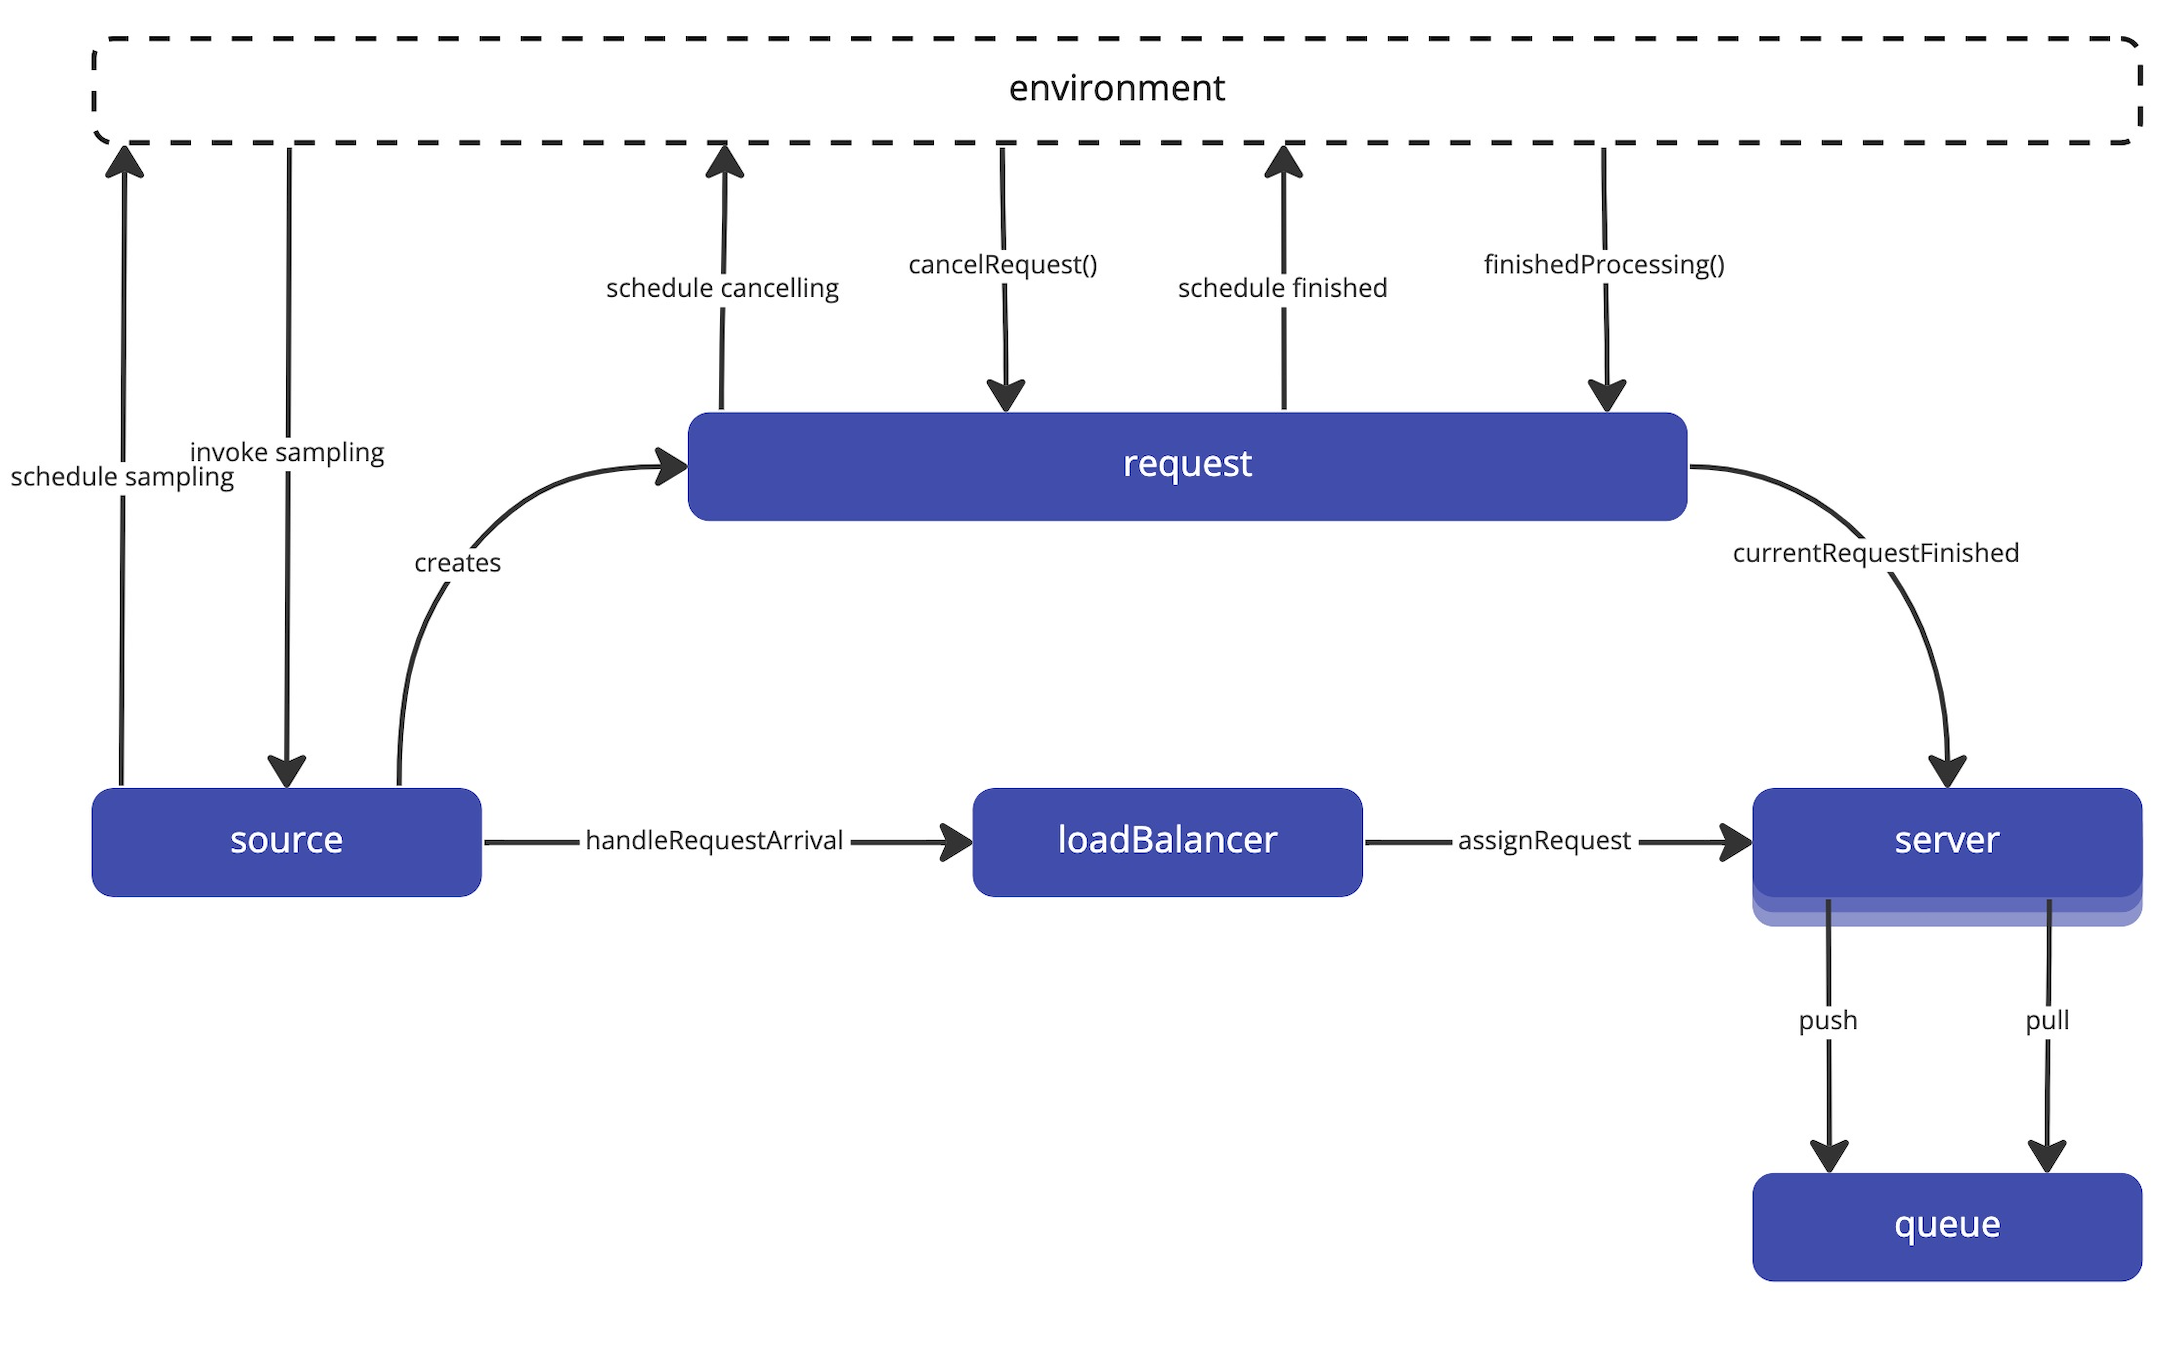 environment
cancelRequest()
finishedProcessing()
schedule cancelling
schedule finished
invoke sampling
schedule sampling
request
creates
currentRequestFinished
source
handleRequestArrival
loadBalancer
assignRequest
server
push
pull
queue